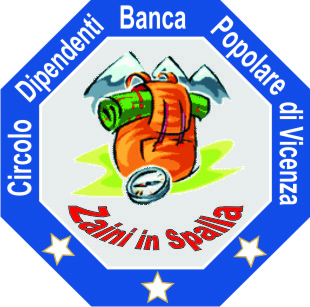 Circolo Dipendenti Banca Popolare di Vicenza
Zaini in Spalla